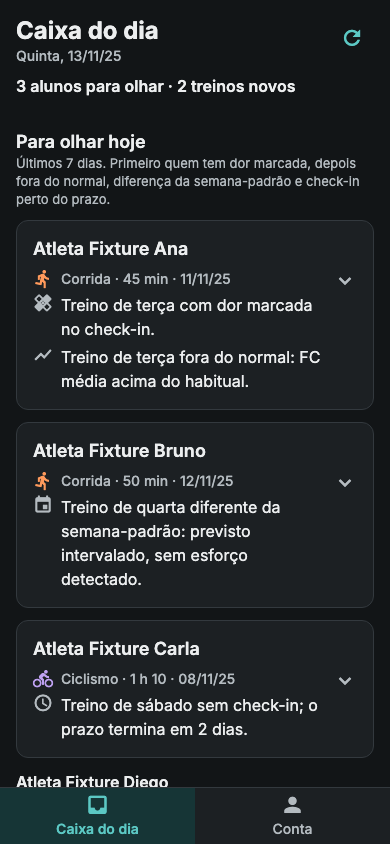 Caixa do dia
Quinta, 13/11/25
3 alunos para olhar · 2 treinos novos
Para olhar hoje
Últimos 7 dias. Primeiro quem tem dor marcada, depois
fora do normal, diferença da semana-padrão e check-in
perto do prazo.
Atleta Fixture Ana
Corrida · 45 min · 11/11/25
Treino de terça com dor marcada
no check-in.
Treino de terça fora do normal: FC
média acima do habitual.
Atleta Fixture Bruno
Corrida · 50 min · 12/11/25
Treino de quarta diferente da
semana-padrão: previsto
intervalado, sem esforço
detectado.
Atleta Fixture Carla
Ciclismo · 1 h 10 · 08/11/25
Treino de sábado sem check-in; o
prazo termina em 2 dias.
Atleta Fixture Diego
Caixa do dia
Conta